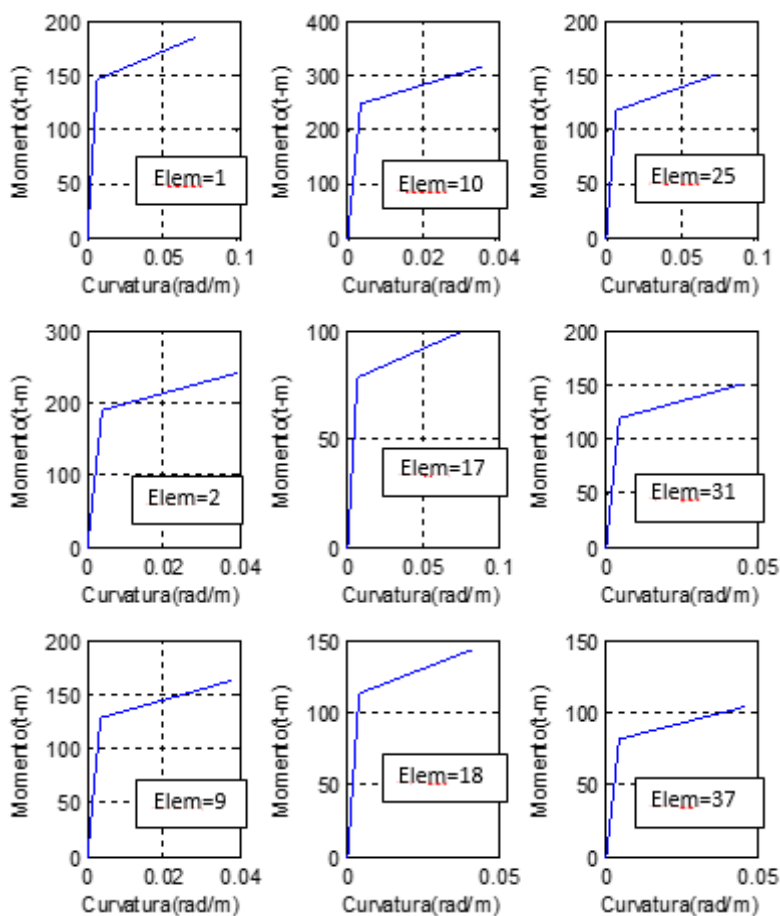 200
150
100
50
0
Momento(t-m)
Elem=1
0 0.05 0.1
Curvatura(rad/m)
400
300
200
100
0
Momento(t-m)
Elem=10
0 0.02 0.04
Curvatura(rad/m)
200
150
100
50
0
Momento(t-m)
Elem=25
0 0.05 0.1
Curvatura(rad/m)
300
200
100
0
Momento(t-m)
Elem=2
0 0.02 0.04
Curvatura(rad/m)
100
50
0
Momento(t-m)
Elem=17
0 0.05 0.1
Curvatura(rad/m)
200
150
100
50
0
Momento(t-m)
Elem=31
0 0.05
Curvatura(rad/m)
200
150
100
50
0
Momento(t-m)
Elem=9
0 0.02 0.04
Curvatura(rad/m)
150
100
50
0
Momento(t-m)
Elem=18
0 0.05
Curvatura(rad/m)
150
100
50
0
Momento(t-m)
Elem=37
0 0.05
Curvatura(rad/m)